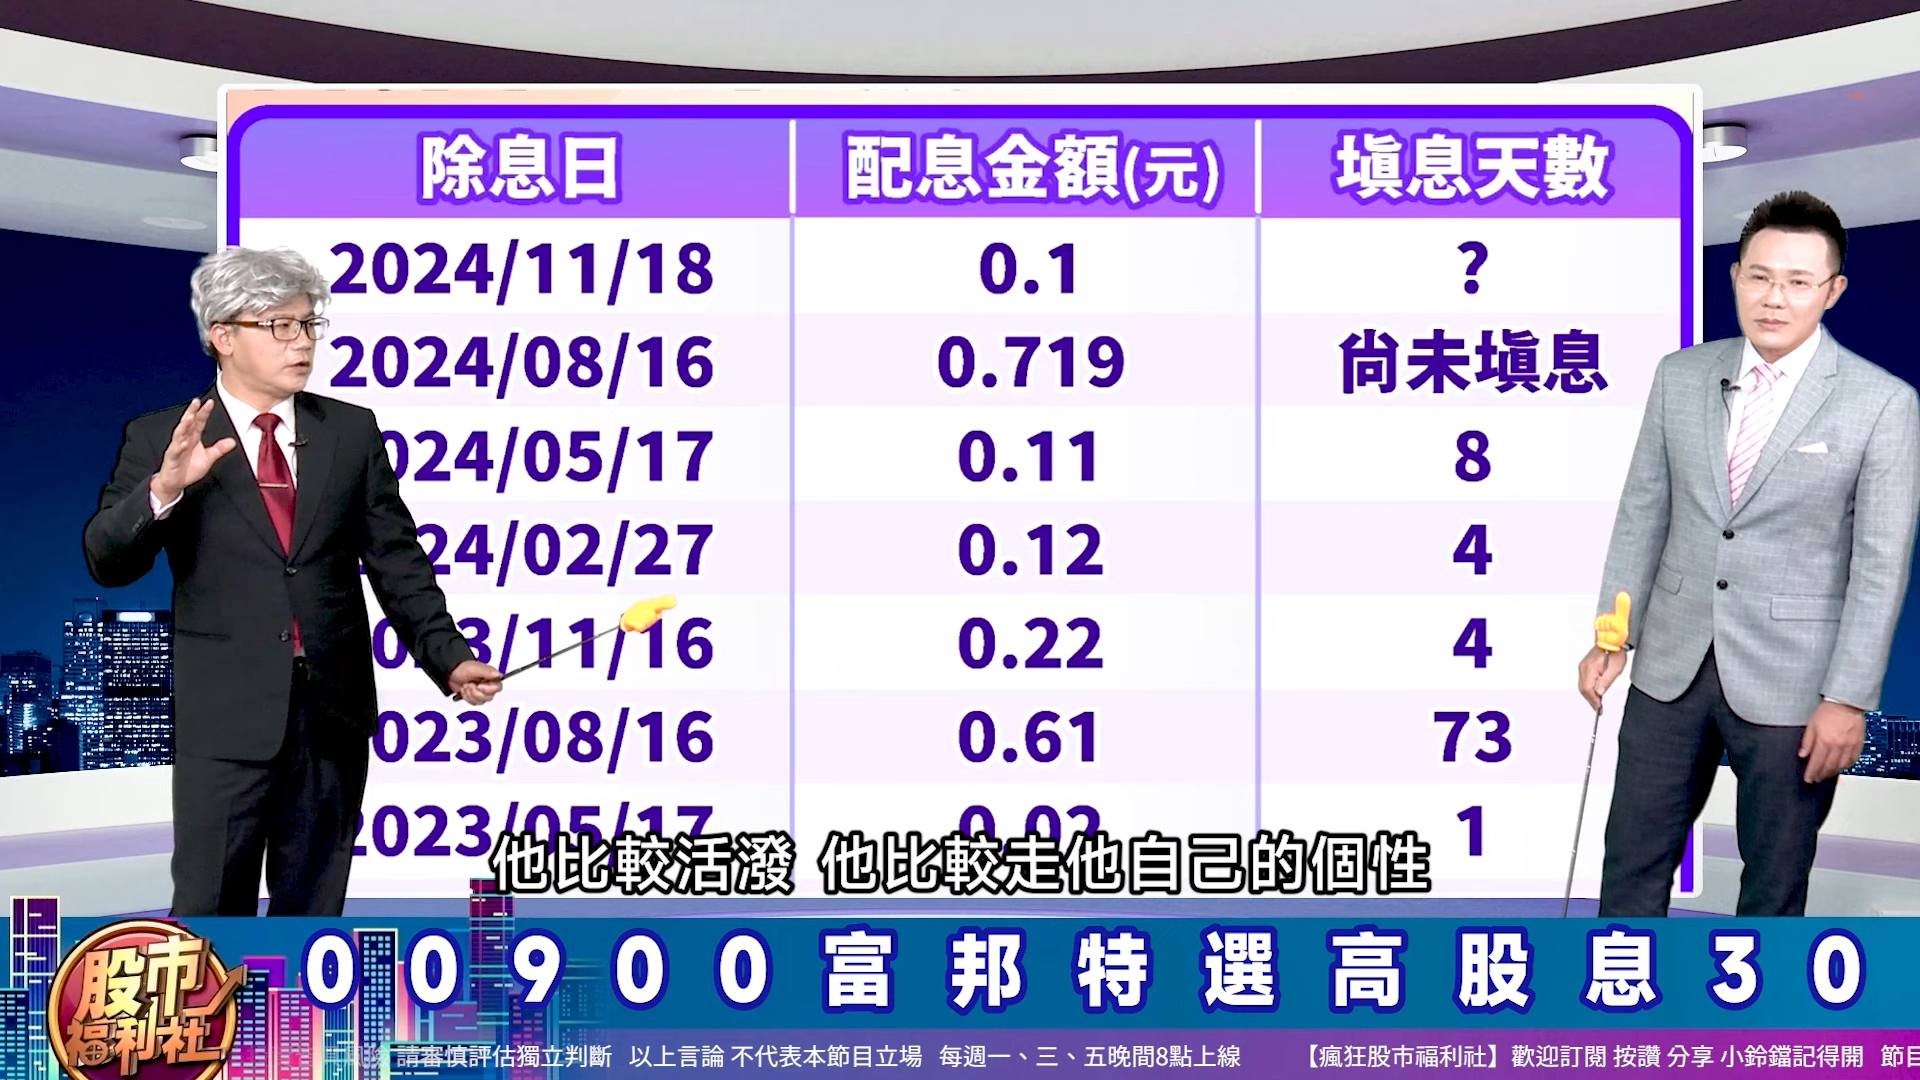 除息日 配息金額(元) 填息天數
2024/11/18 0.1 ?
2024/08/16 0.719 尚未填息
024/05/17 0.11 8
24/02/27 0.12 4
023/11/16 0.22 4
023/08/16 0.61 73
2023/05/17 0.02 1
他比較活潑 他比較走他自己的個性
00900富邦特選高股息30
股市福利社
請審慎評估獨立判斷 以上言論 不代表本節目立場 每週一、三、五晚間8點上線 【瘋狂股市福利社】歡迎訂閱 按讚 分享 小鈴鐺記得開 節目